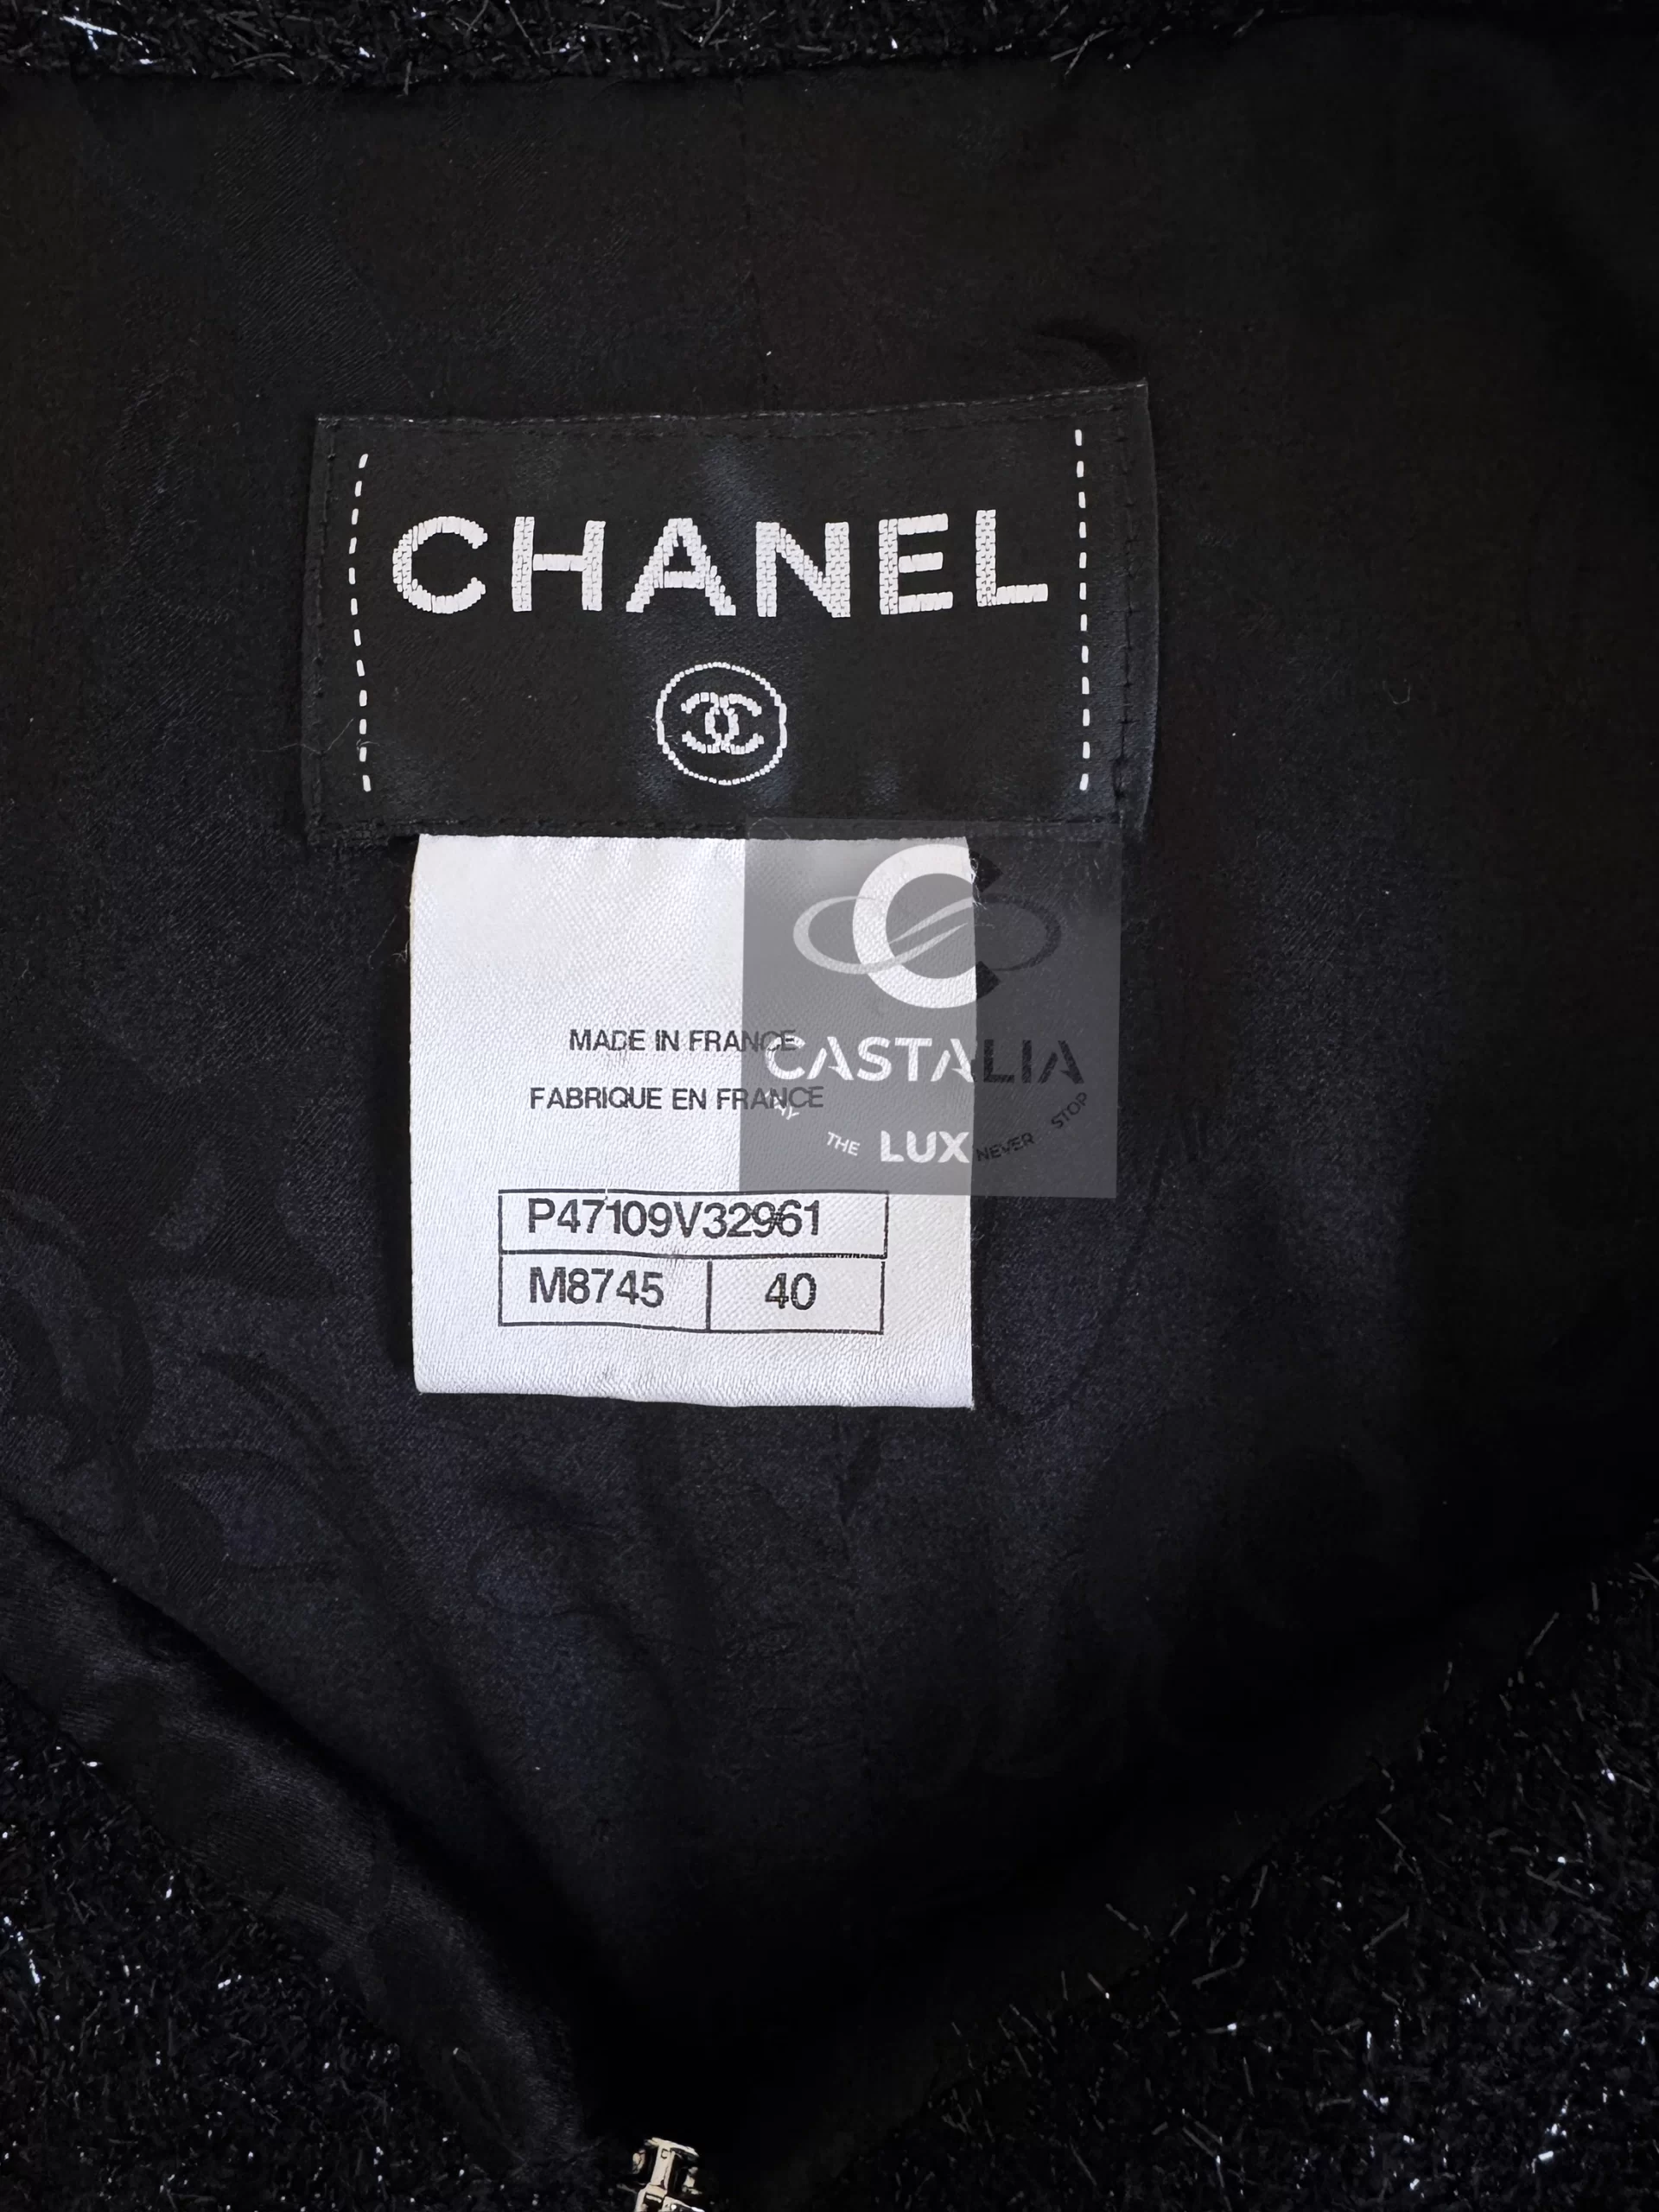 CHANEL
MADE IN FRANCE
FABRIQUE EN FRANCE
P47109V32961
M8745 40
CASTALIA
THE LUX NEVER STOP